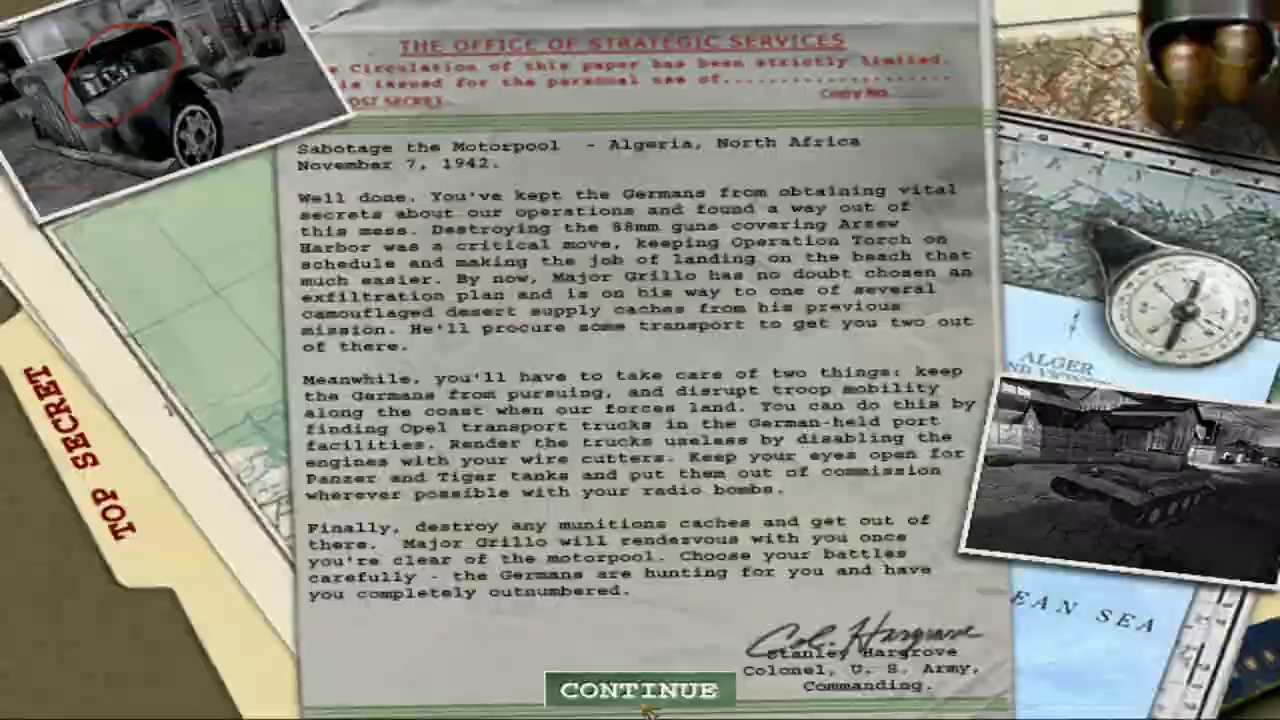 THE OFFICE OF STRATEGIC SERVICES
Circulation of this paper has been strictly limited.
is issued for the personal use of
OST SECRET
Copy No.
Sabotage the Motorpool - Algeria, North Africa
November 7, 1942.
Well done. You've kept the Germans from obtaining vital
secrets about our operations and found a way out of
this mess. Destroying the 88mm guns covering Arzew
Harbor was a critical move, keeping Operation Torch on
schedule and making the job of landing on the beach that
much easier. By now, Major Grillo has no doubt chosen an
exfiltration plan and is on his way to one of several
camouflaged desert supply caches from his previous
mission. He'll procure some transport to get you two out
of there.
Meanwhile, you'll have to take care of two things: keep
the Germans from pursuing, and disrupt troop mobility
along the coast when our forces land. You can do this by
finding Opel transport trucks in the German-held port
facilities. Render the trucks useless by disabling the
engines with your wire cutters. Keep your eyes open for
Panzer and Tiger tanks and put them out of commission
wherever possible with your radio bombs.
Finally, destroy any munitions caches and get out of
there. Major Grillo will rendezvous with you once
you're clear of the motorpool. Choose your battles
carefully - the Germans are hunting for you and have
you completely outnumbered.
Col. Hargrove
Stanley Hargrove
Colonel, U. S. Army,
Commanding.
CONTINUE
TOP SECRET
ALGER
EAN SEA